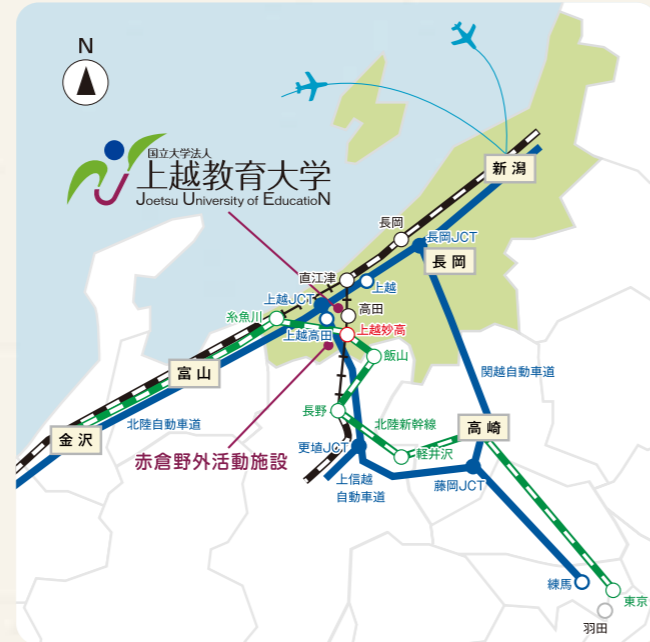 N
国立大学法人
上越教育大学
Joetsu University of EducatioN
新潟
長岡
長岡JCT
長岡
直江津
上越
上越JCT
高田
糸魚川
上越高田
上越妙高
飯山
富山
関越自動車道
長野
北陸自動車道
北陸新幹線
高崎
金沢
更埴JCT
軽井沢
赤倉野外活動施設
上信越
自動車道
藤岡JCT
練馬
東京
羽田